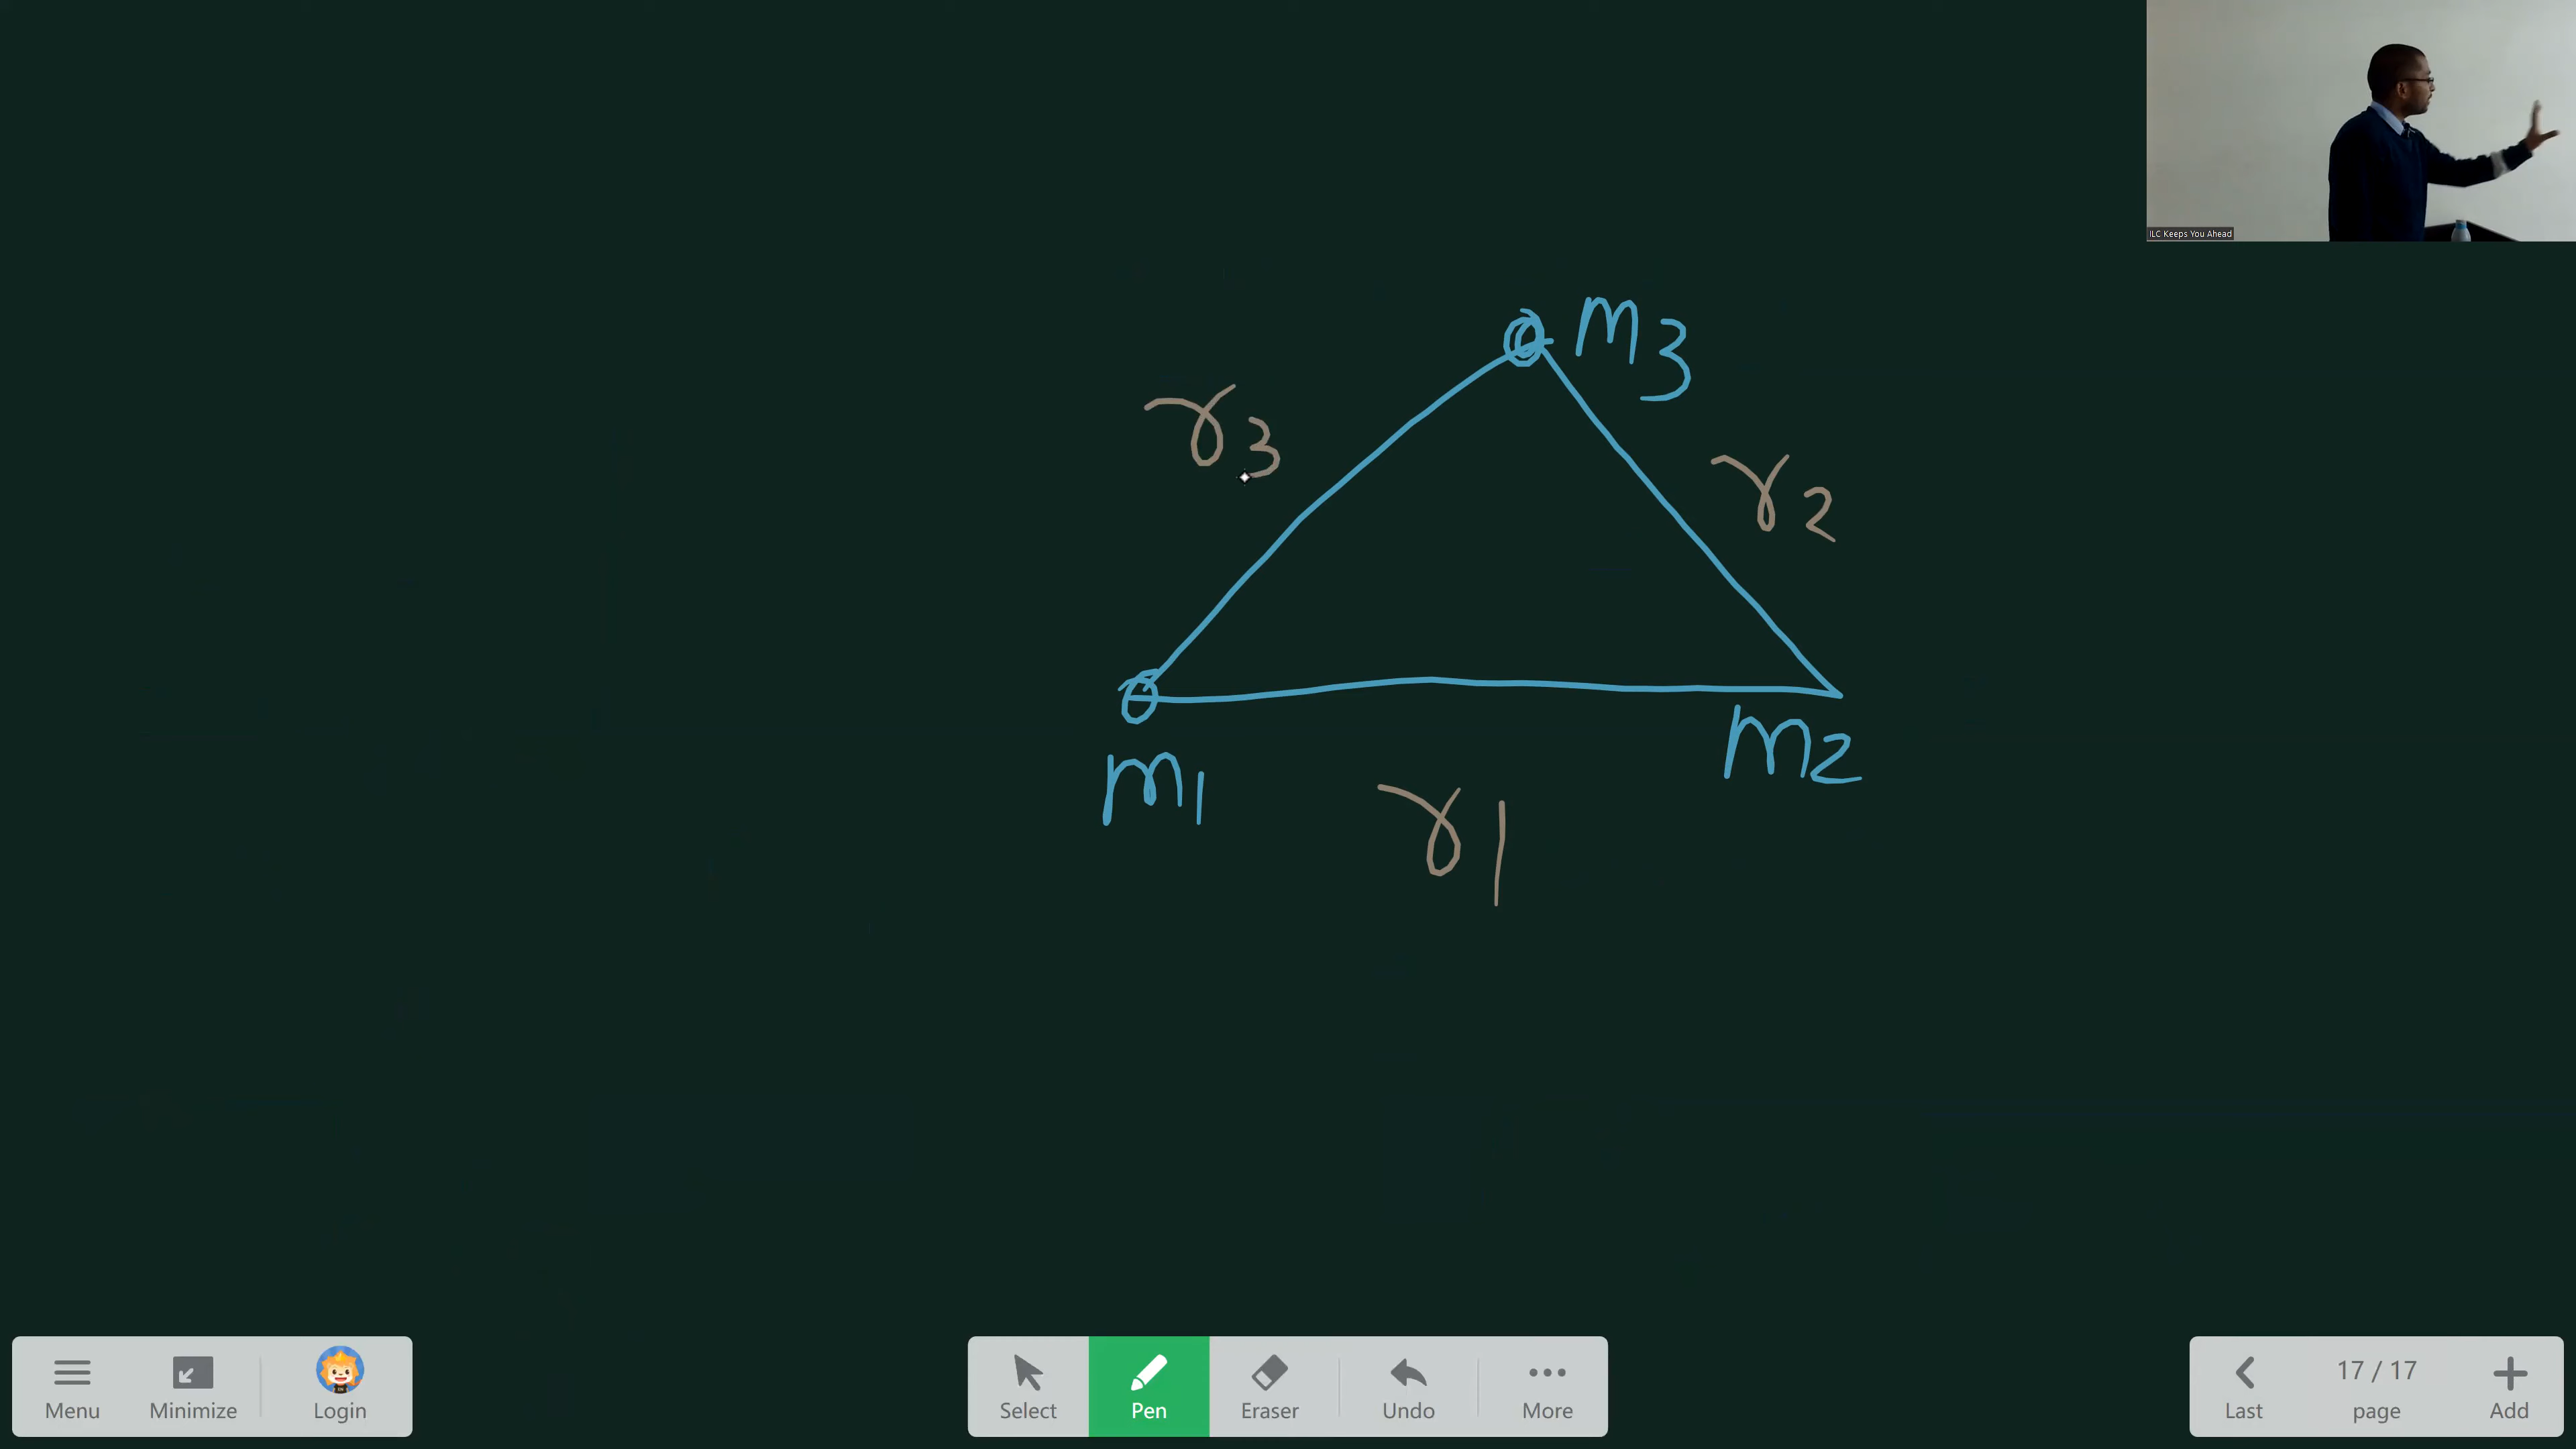 ILC Keeps You Ahead
m3
r3
r2
m1
m2
r1
Menu
Minimize
Login
Select
Pen
Eraser
Undo
More
Last
17 / 17
page
Add